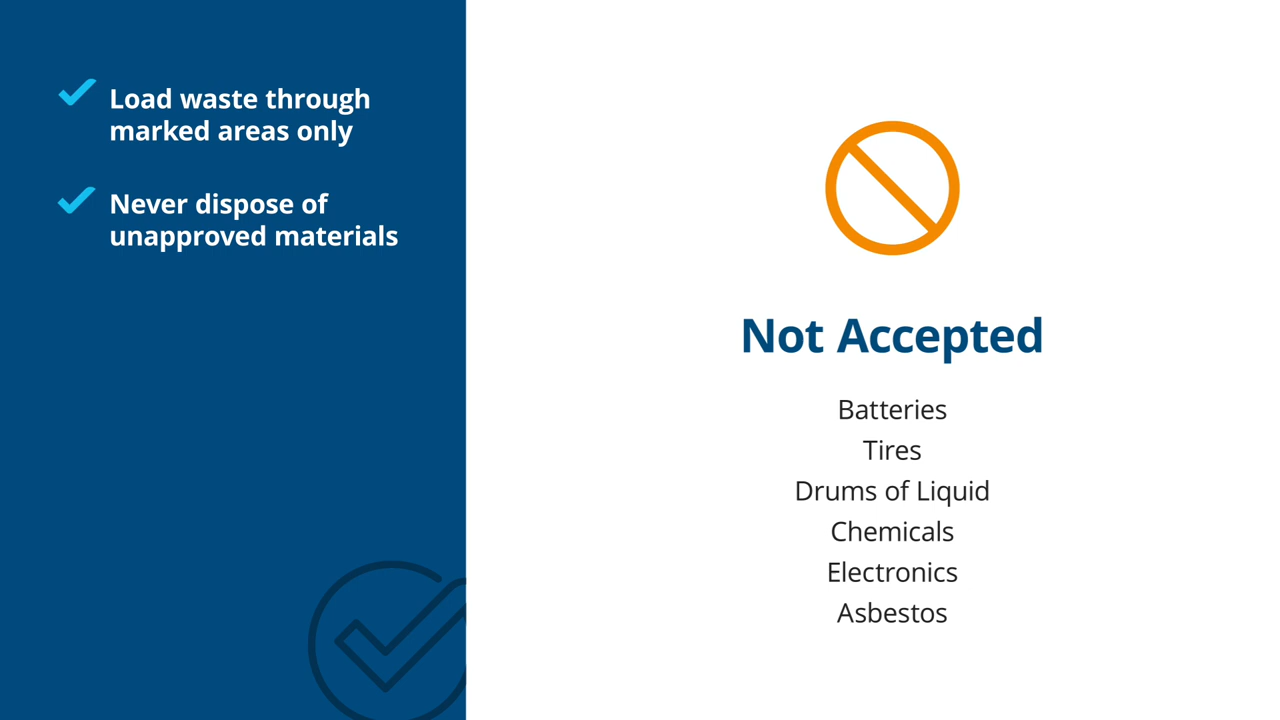 Load waste through
marked areas only
Never dispose of
unapproved materials
Not Accepted
Batteries
Tires
Drums of Liquid
Chemicals
Electronics
Asbestos